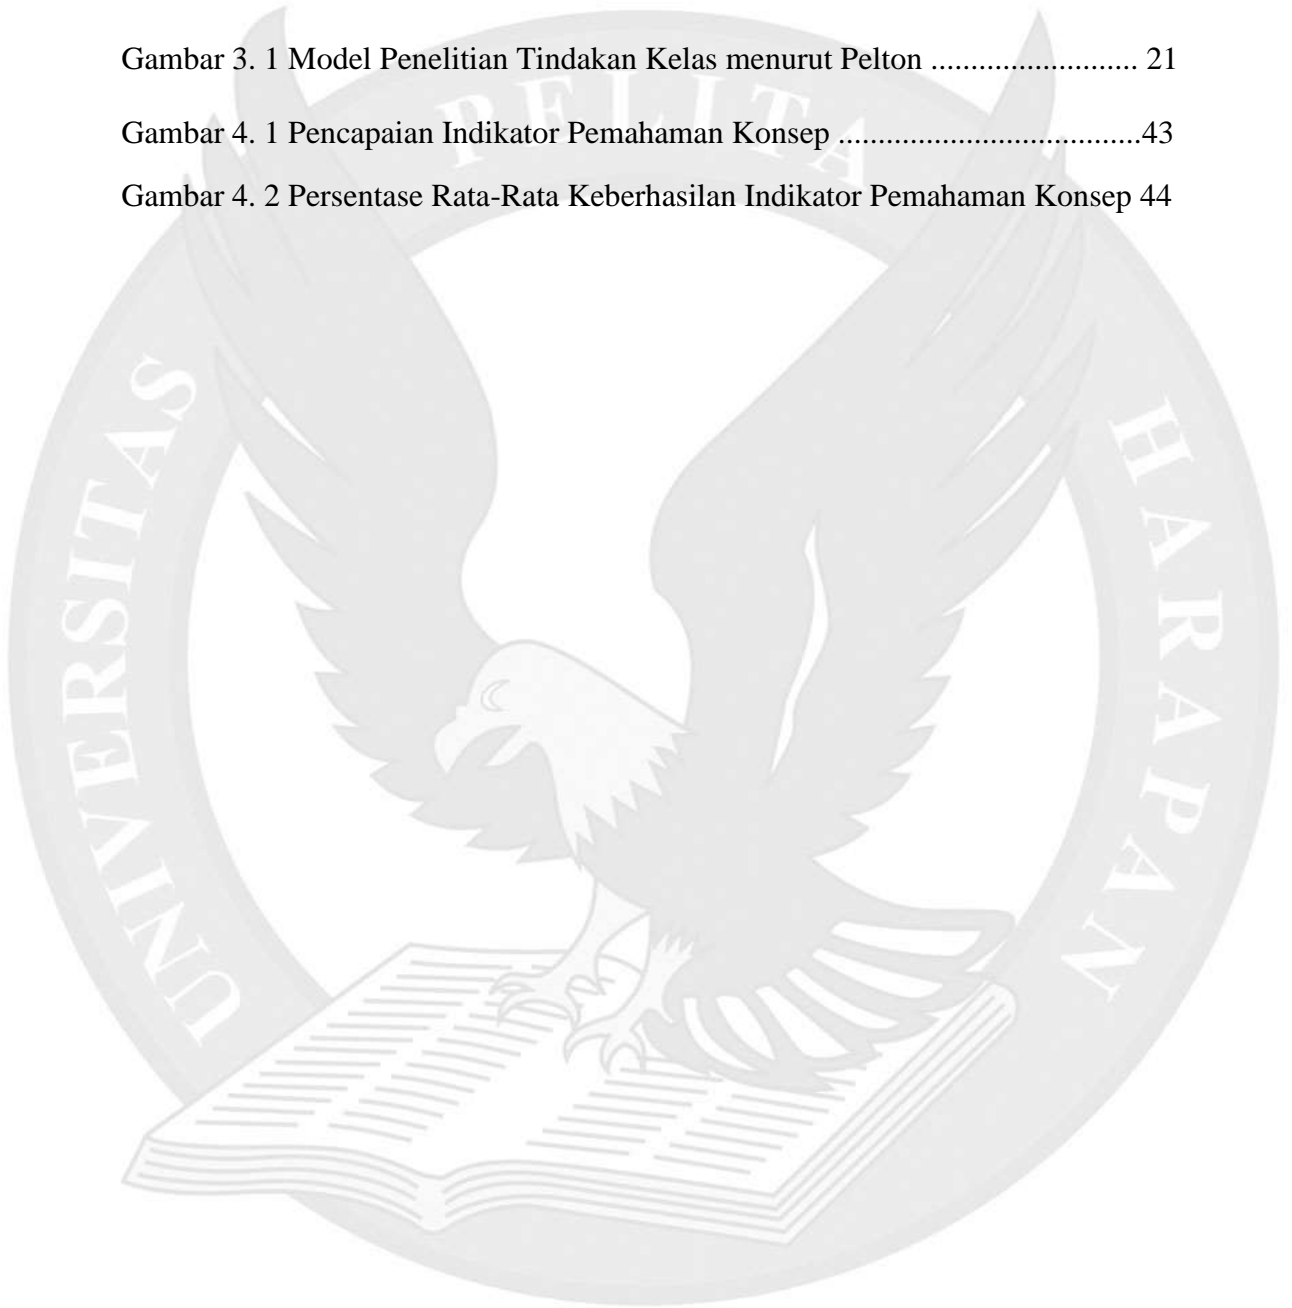 Gambar 3. 1 Model Penelitian Tindakan Kelas menurut Pelton .......................... 21
Gambar 4. 1 Pencapaian Indikator Pemahaman Konsep ......................................43
Gambar 4. 2 Persentase Rata-Rata Keberhasilan Indikator Pemahaman Konsep 44
UNIVERSITAS PELITA HARAPAN